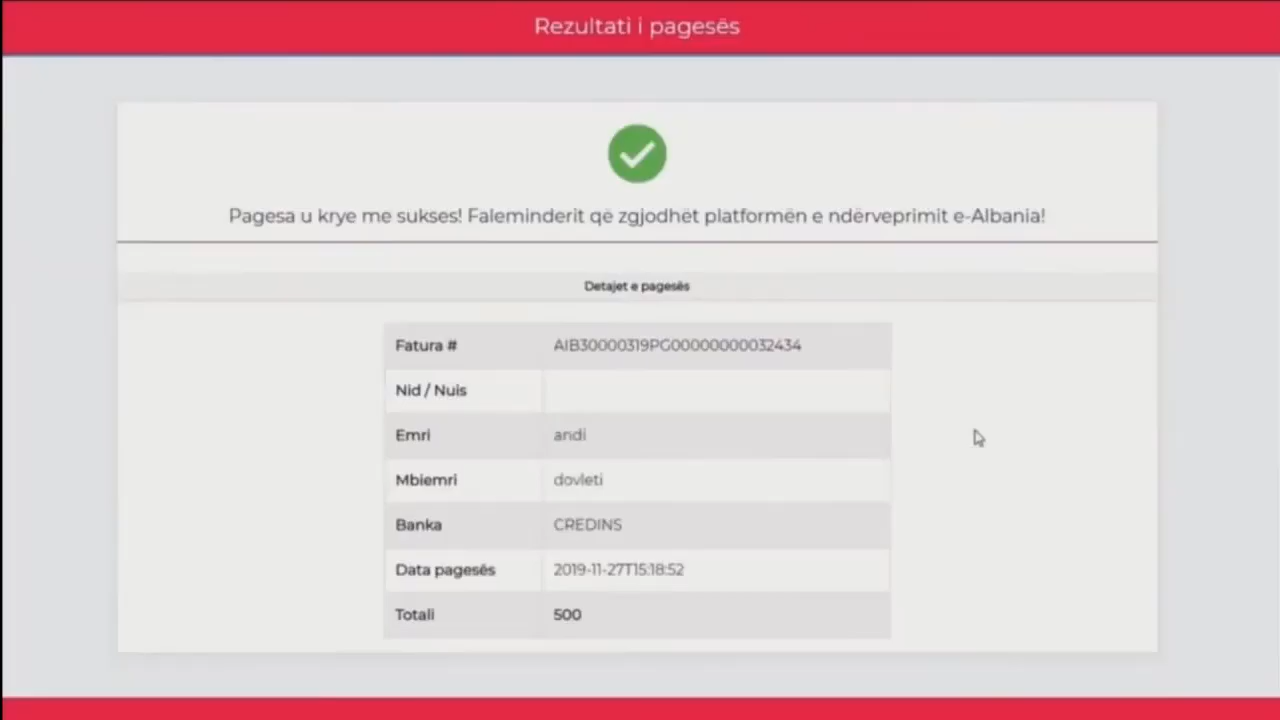 Rezultati i pagesës
Pagesa u krye me sukses! Faleminderit që zgjodhët platformën e ndërveprimit e-Albania!
Detajet e pagesës
Fatura # AIB30000319PG00000000032434
Nid / Nuis
Emri andi
Mbiemri dovleti
Banka CREDINS
Data pagesës 2019-11-27T15:18:52
Totali 500